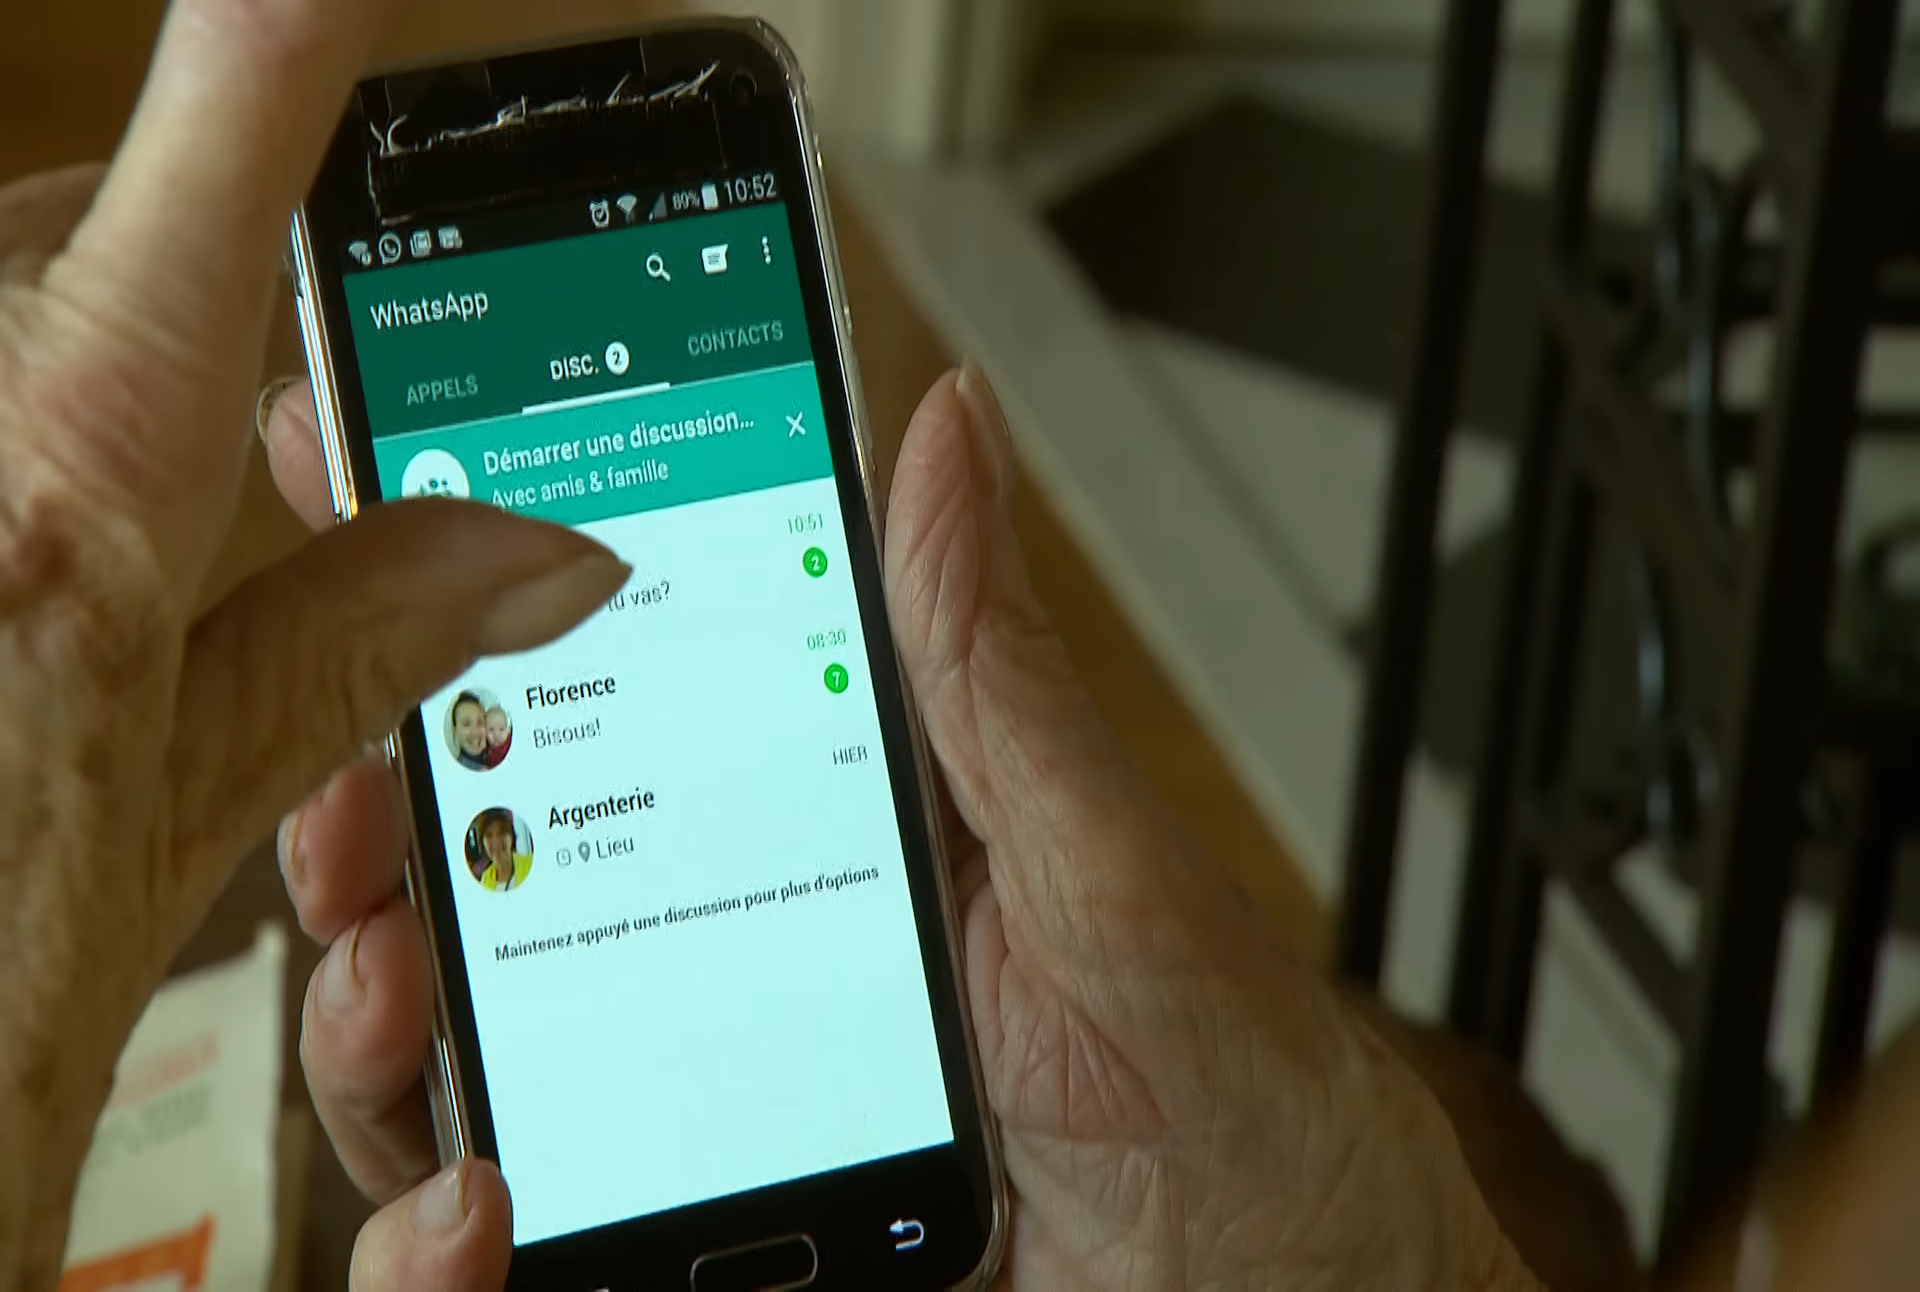 80% 10:52
WhatsApp
APPELS
DISC. 2
CONTACTS
Démarrer une discussion...
Avec amis & famille
10:51
2
tu vas?
08:30
Florence
7
Bisous!
HIER
Argenterie
Lieu
Maintenez appuyé une discussion pour plus d'options